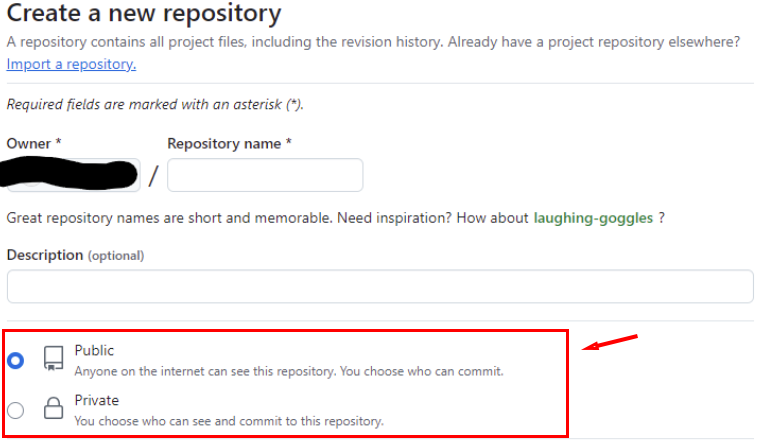 Create a new repository
A repository contains all project files, including the revision history. Already have a project repository elsewhere?
Import a repository.
Required fields are marked with an asterisk (*).
Owner * Repository name *
/
Great repository names are short and memorable. Need inspiration? How about laughing-goggles ?
Description (optional)
Public
Anyone on the internet can see this repository. You choose who can commit.
Private
You choose who can see and commit to this repository.